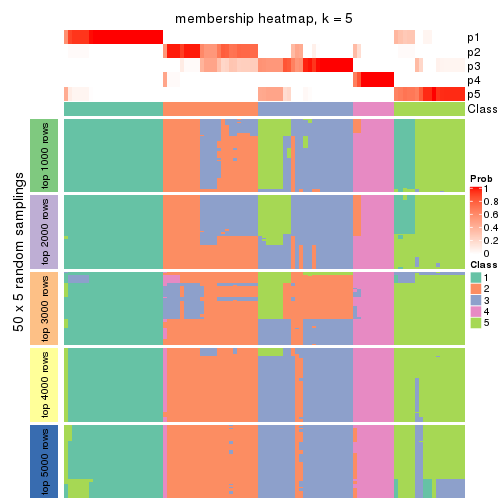 membership heatmap, k = 5
p1
p2
p3
p4
p5
Class
50 x 5 random samplings
top 1000 rows
top 2000 rows
top 3000 rows
top 4000 rows
top 5000 rows
Prob
1
0.8
0.6
0.4
0.2
0
Class
1
2
3
4
5